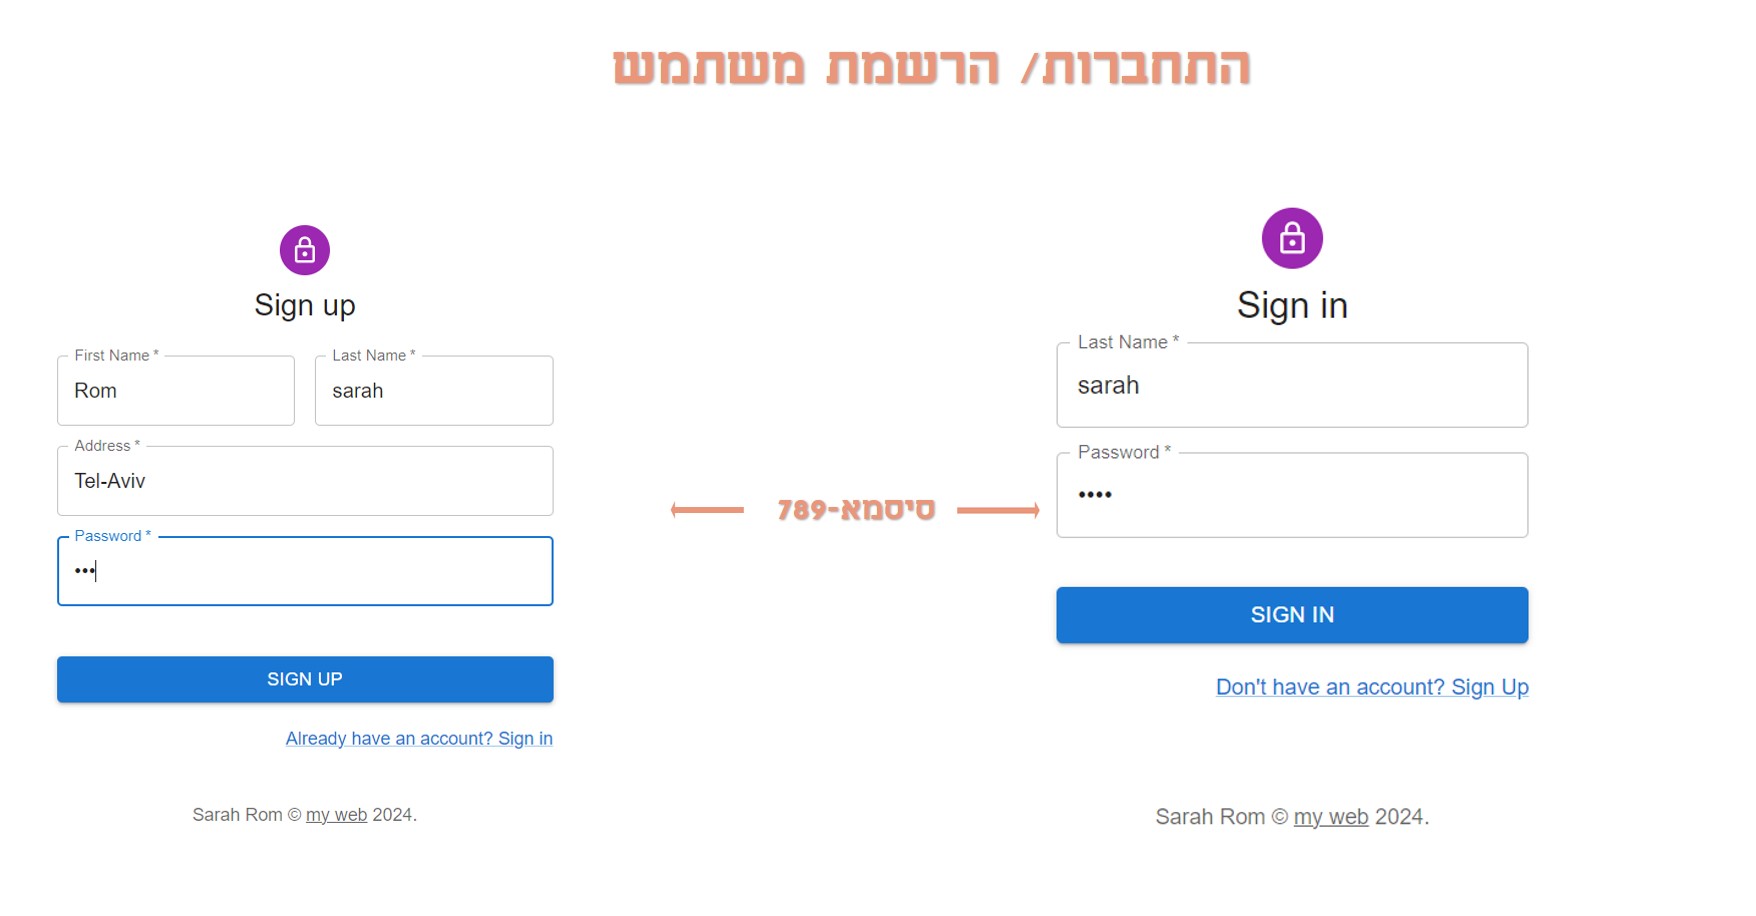 התחברות/ הרשמת משתמש
Sign up
First Name *
Rom
Last Name *
sarah
Address *
Tel-Aviv
Password *
•••
SIGN UP
Already have an account? Sign in
Sarah Rom © my web 2024.
סיסמא-789
Sign in
Last Name *
sarah
Password *
••••
SIGN IN
Don't have an account? Sign Up
Sarah Rom © my web 2024.